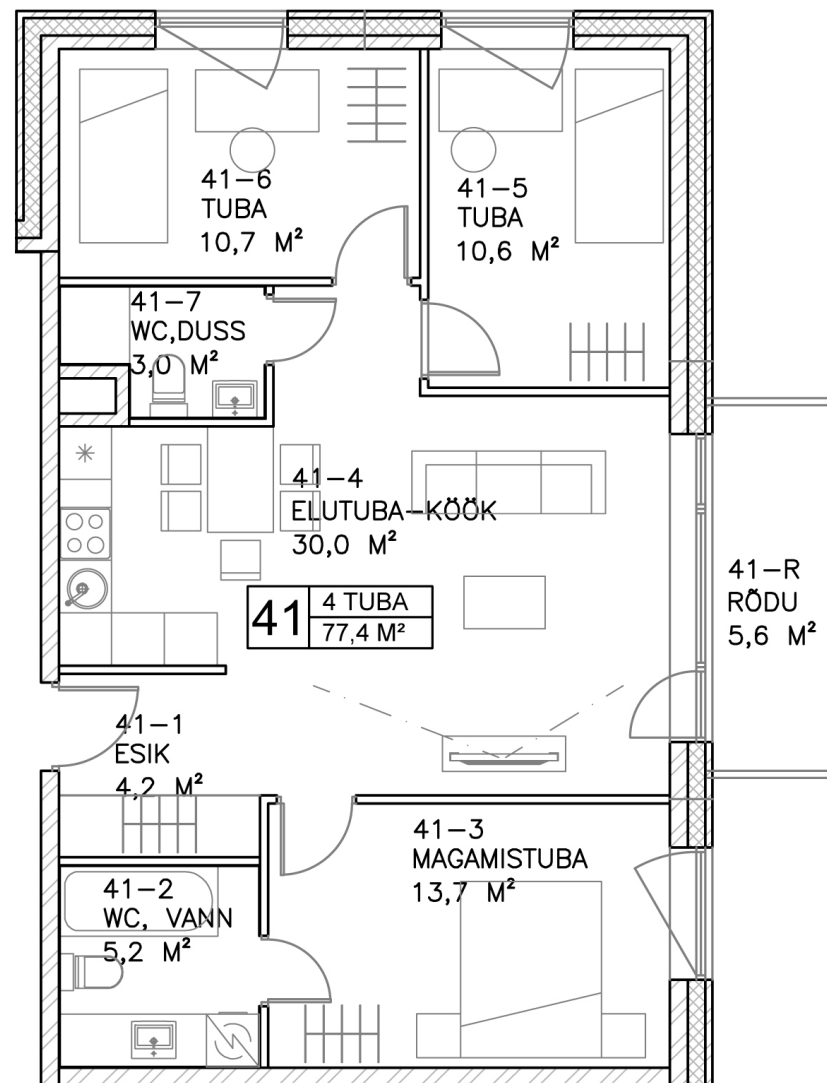 41-6
TUBA
10,7 M²
41-5
TUBA
10,6 M²
41-7
WC,DUSS
3,0 M²
41-4
ELUTUBA-KÖÖK
30,0 M²
41
4 TUBA
77,4 M²
41-R
RÕDU
5,6 M²
41-1
ESIK
4,2 M²
41-3
MAGAMISTUBA
13,7 M²
41-2
WC, VANN
5,2 M²